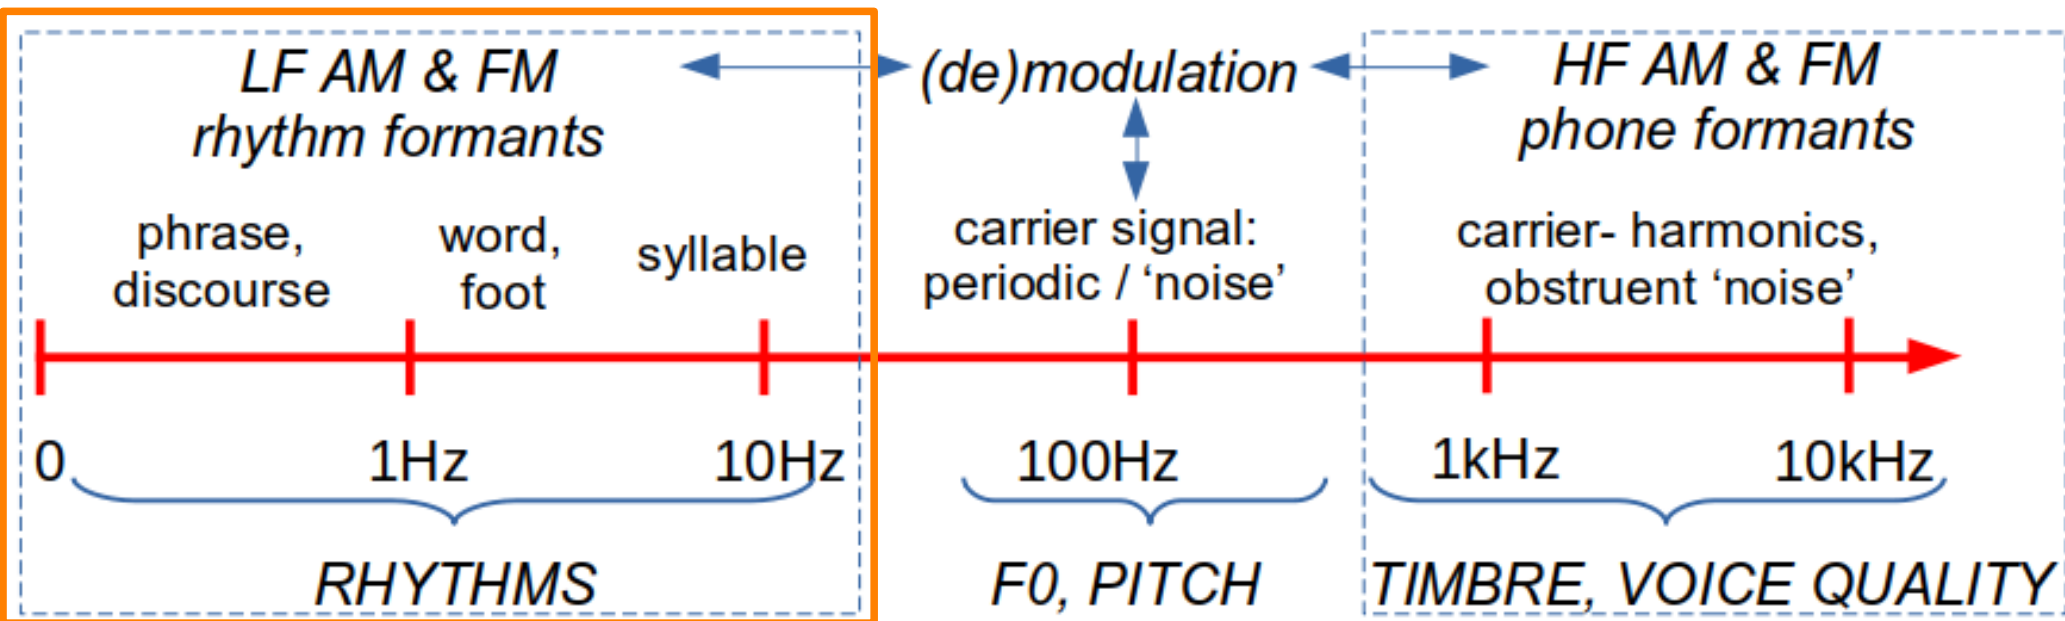 LF AM & FM
rhythm formants
(de)modulation
HF AM & FM
phone formants
phrase,
discourse
word,
foot
syllable
carrier signal:
periodic / ‘noise’
carrier- harmonics,
obstruent ‘noise’
0
1Hz
10Hz
100Hz
1kHz
10kHz
RHYTHMS
F0, PITCH
TIMBRE, VOICE QUALITY